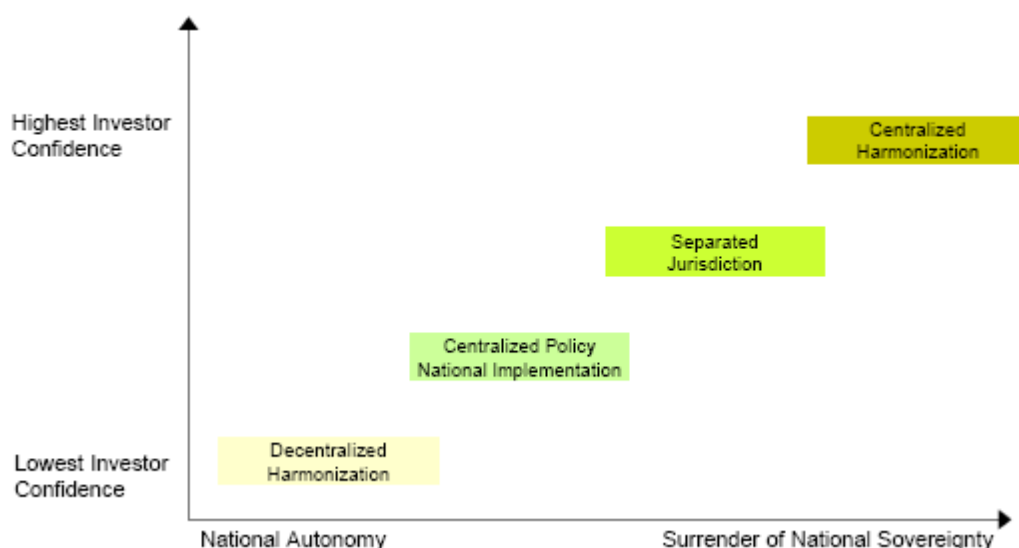 Highest Investor
Confidence
Centralized
Harmonization
Separated
Jurisdiction
Centralized Policy
National Implementation
Decentralized
Harmonization
Lowest Investor
Confidence
National Autonomy
Surrender of National Sovereignty